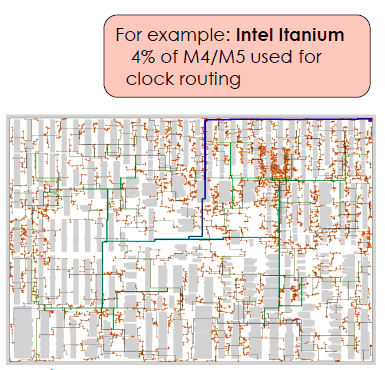 For example: Intel Itanium
4% of M4/M5 used for
clock routing